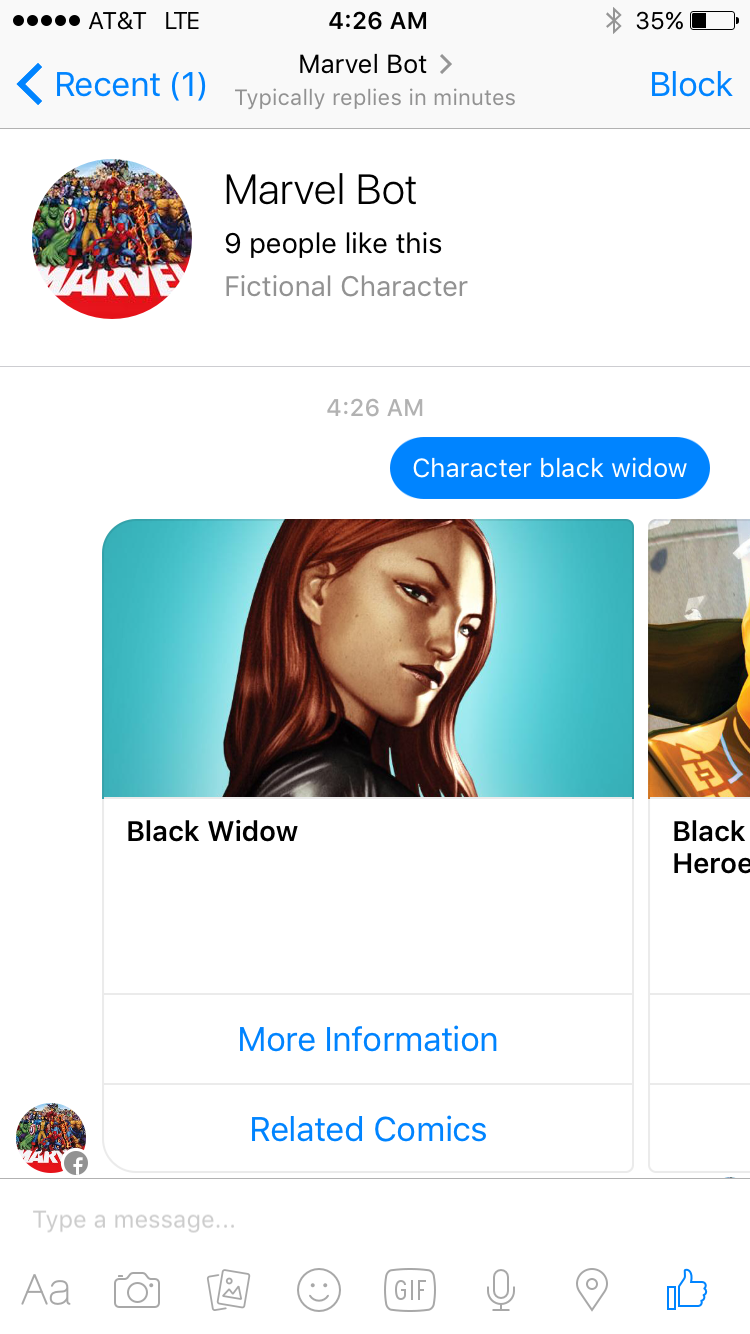 AT&T LTE 4:26 AM 35%
Recent (1) Marvel Bot Block
Typically replies in minutes
MARVEL
Marvel Bot
9 people like this
Fictional Character
4:26 AM
Character black widow
Black Widow
Black
Heroe
More Information
Related Comics
MARV
Type a message...
Aa GIF